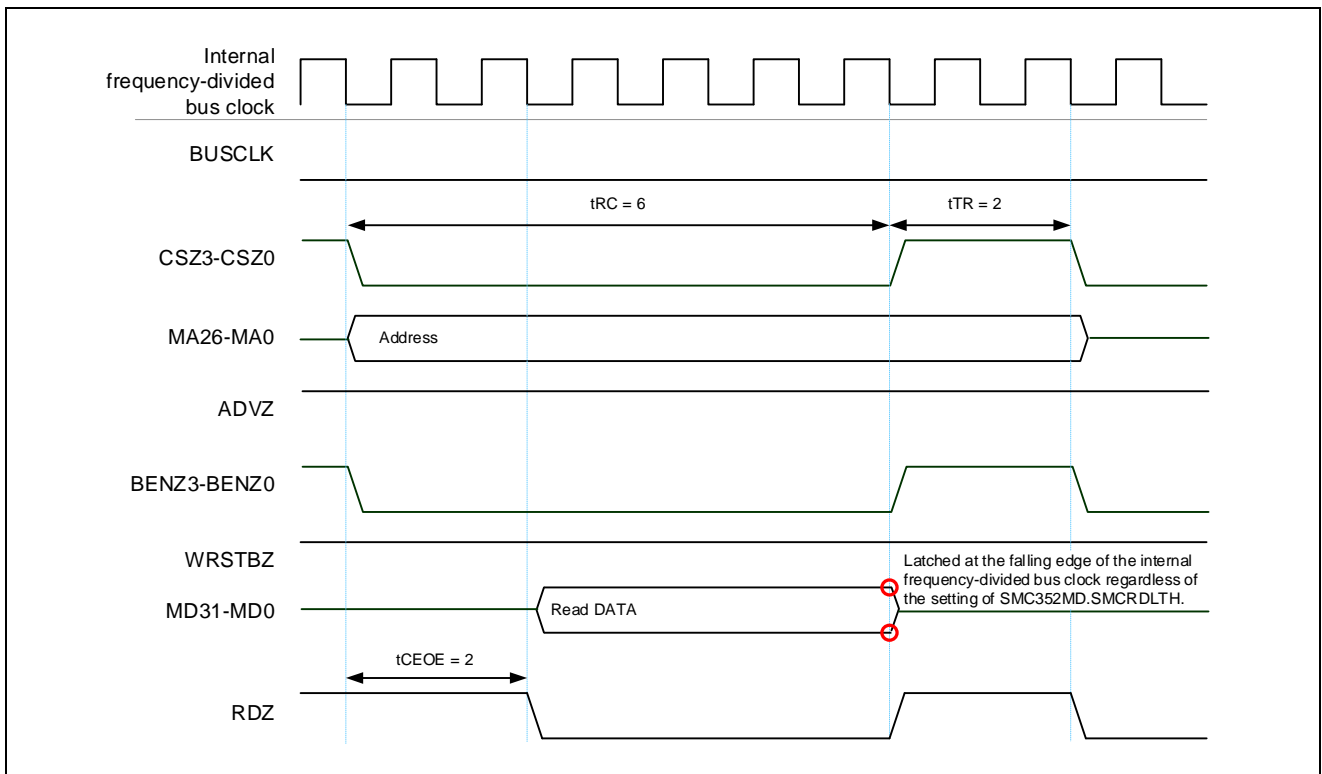 Internal
frequency-divided
bus clock
BUSCLK
tRC = 6
tTR = 2
CSZ3-CSZ0
MA26-MA0
Address
ADVZ
BENZ3-BENZ0
WRSTBZ
Latched at the falling edge of the internal
frequency-divided bus clock regardless of
the setting of SMC352MD.SMCRDLTH.
MD31-MD0
Read DATA
tCEOE = 2
RDZ